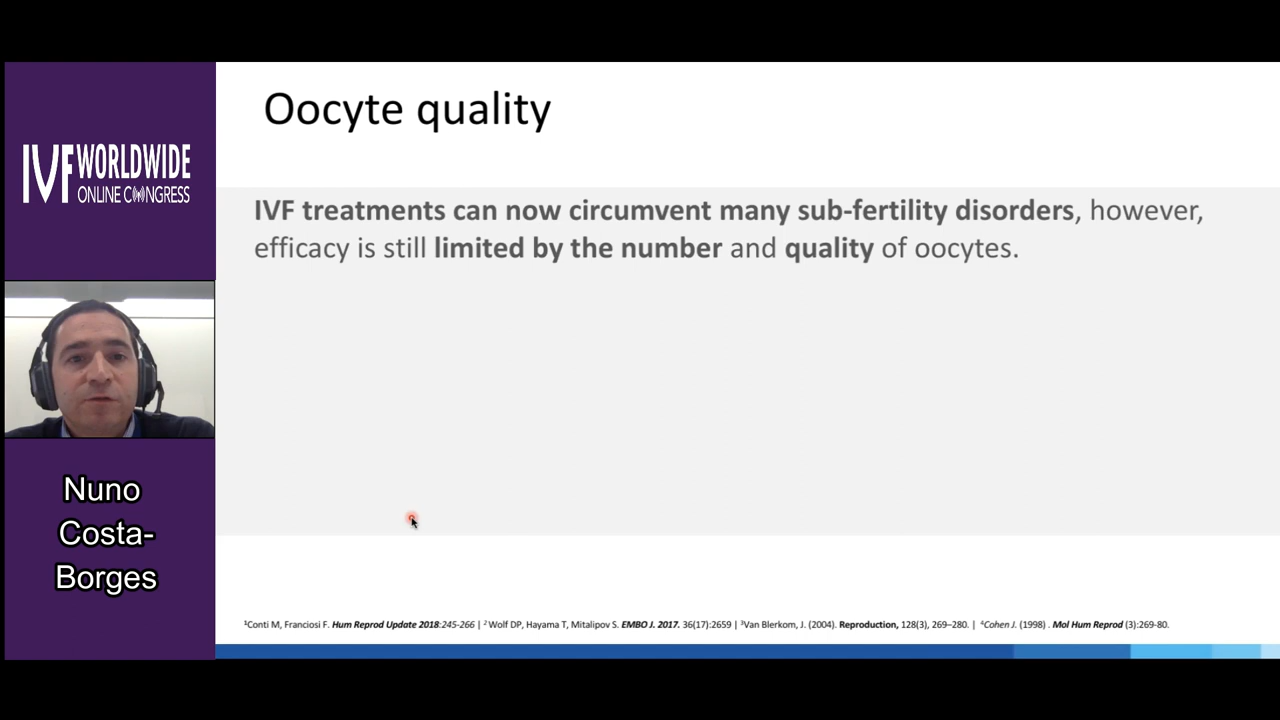 IVF WORLDWIDE
ONLINE CONGRESS
Nuno
Costa-
Borges
Oocyte quality
IVF treatments can now circumvent many sub-fertility disorders, however,
efficacy is still limited by the number and quality of oocytes.
¹Conti M, Franciosi F. Hum Reprod Update 2018:245-266 | ² Wolf DP, Hayama T, Mitalipov S. EMBO J. 2017. 36(17):2659 | ³Van Blerkom, J. (2004). Reproduction, 128(3), 269–280. | ⁴Cohen J. (1998) . Mol Hum Reprod (3):269-80.